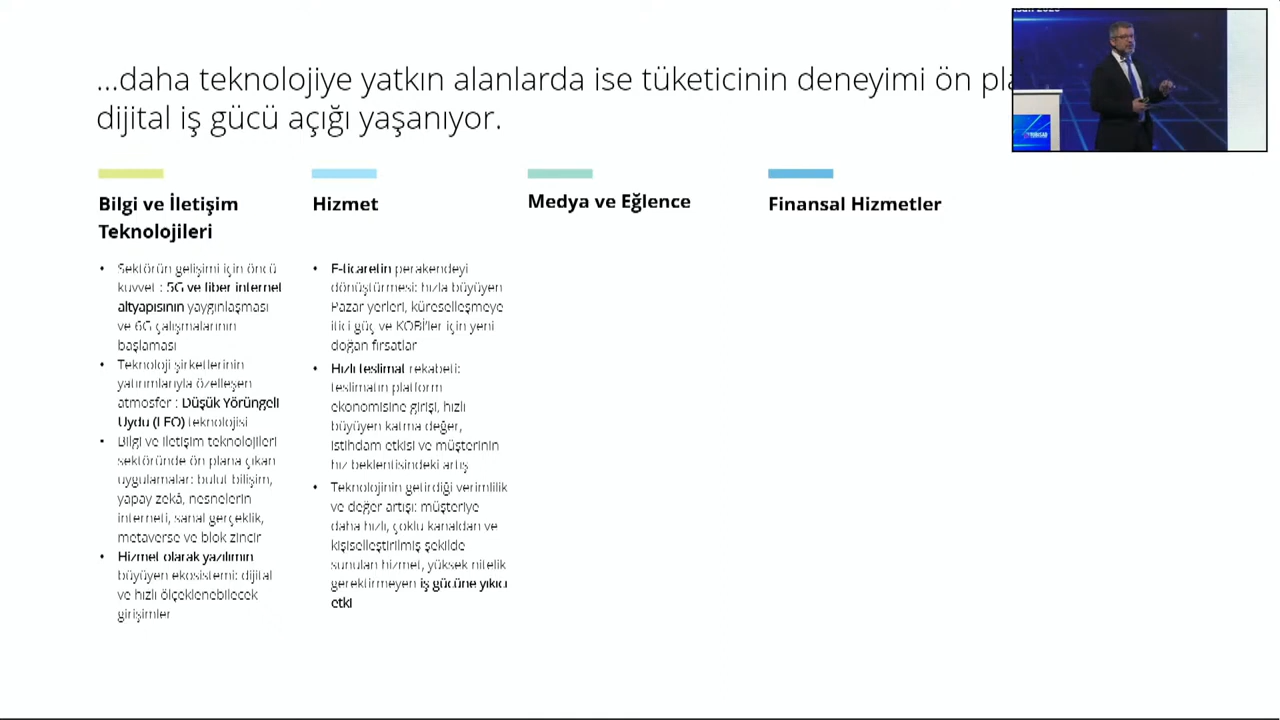 ...daha teknolojiye yatkın alanlarda ise tüketicinin deneyimi ön
dijital iş gücü açığı yaşanıyor.
Bilgi ve İletişim
Teknolojileri
• Sektörün gelişimi için öncü
kuvvet : 5G ve fiber internet
altyapısının yaygınlaşması
ve 6G çalışmalarının
başlaması
• Teknoloji şirketlerinin
yatırımlarıyla özelleşen
atmosfer : Düşük Yörüngeli
Uydu (LEO) teknolojisi
• Bilgi ve iletişim teknolojileri
sektöründe ön plana çıkan
uygulamalar: bulut bilişim,
yapay zekâ, nesnelerin
interneti, sanal gerçeklik,
metaverse ve blok zincir
• Hizmet olarak yazılımın
büyüyen ekosistemi: dijital
ve hızlı ölçeklenebilecek
girişimler
Hizmet
• E-ticaretin perakendeyi
dönüştürmesi: hızla büyüyen
Pazar yerleri, küreselleşmeye
itici güç ve KOBİ'ler için yeni
doğan fırsatlar
• Hızlı teslimat rekabeti:
teslimatın platform
ekonomisine girişi, hızlı
büyüyen katma değer,
istihdam etkisi ve müşterinin
hız beklentisindeki artış
• Teknolojinin getirdiği verimlilik
ve değer artışı: müşteriye
daha hızlı, çoklu kanaldan ve
kişiselleştirilmiş şekilde
sunulan hizmet, yüksek nitelik
gerektirmeyen iş gücüne yıkıcı
etki
Medya ve Eğlence
Finansal Hizmetler